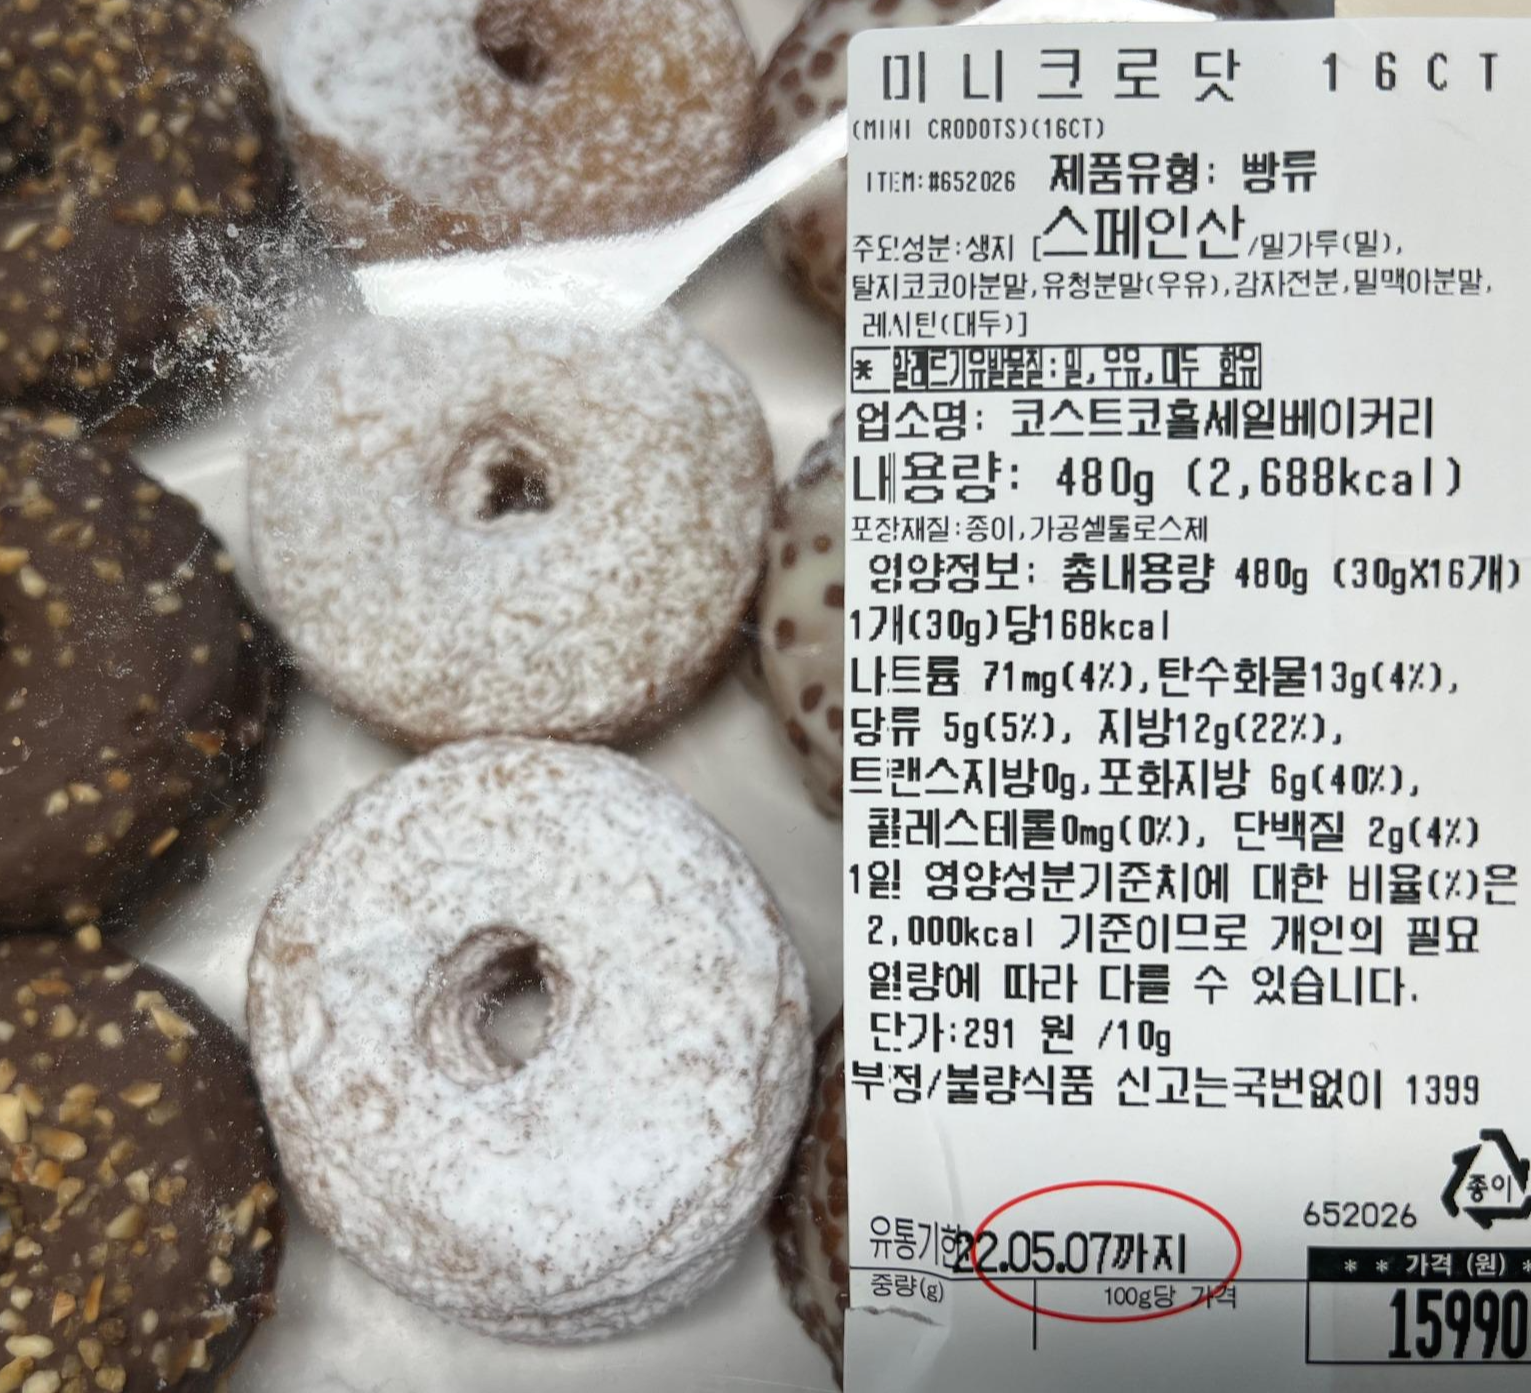 미니크로닷 16CT
(MINI CRODOTS)(16CT)
ITEM:#652026 제품유형: 빵류
주요성분:생지 [스페인산/밀가루(밀),
탈지코코아분말,유청분말(우유),감자전분,밀맥아분말,
레시틴(대두)]
* 알레르기유발물질:밀,우유,대두 함유
업소명: 코스트코홀세일베이커리
내용량: 480g (2,688kcal)
포장재질:종이,가공셀룰로스제
영양정보: 총내용량 480g (30gX16개)
1개(30g)당168kcal
나트륨 71mg(4%),탄수화물13g(4%),
당류 5g(5%), 지방12g(22%),
트랜스지방0g,포화지방 6g(40%),
콜레스테롤0mg(0%), 단백질 2g(4%)
1일 영양성분기준치에 대한 비율(%)은
2,000kcal 기준이므로 개인의 필요
열량에 따라 다를 수 있습니다.
단가:291 원 /10g
부정/불량식품 신고는국번없이 1399
종이
652026
유통기한 22.05.07까지
* * 가격 (원) *
중량(g) 100g당 가격
15990